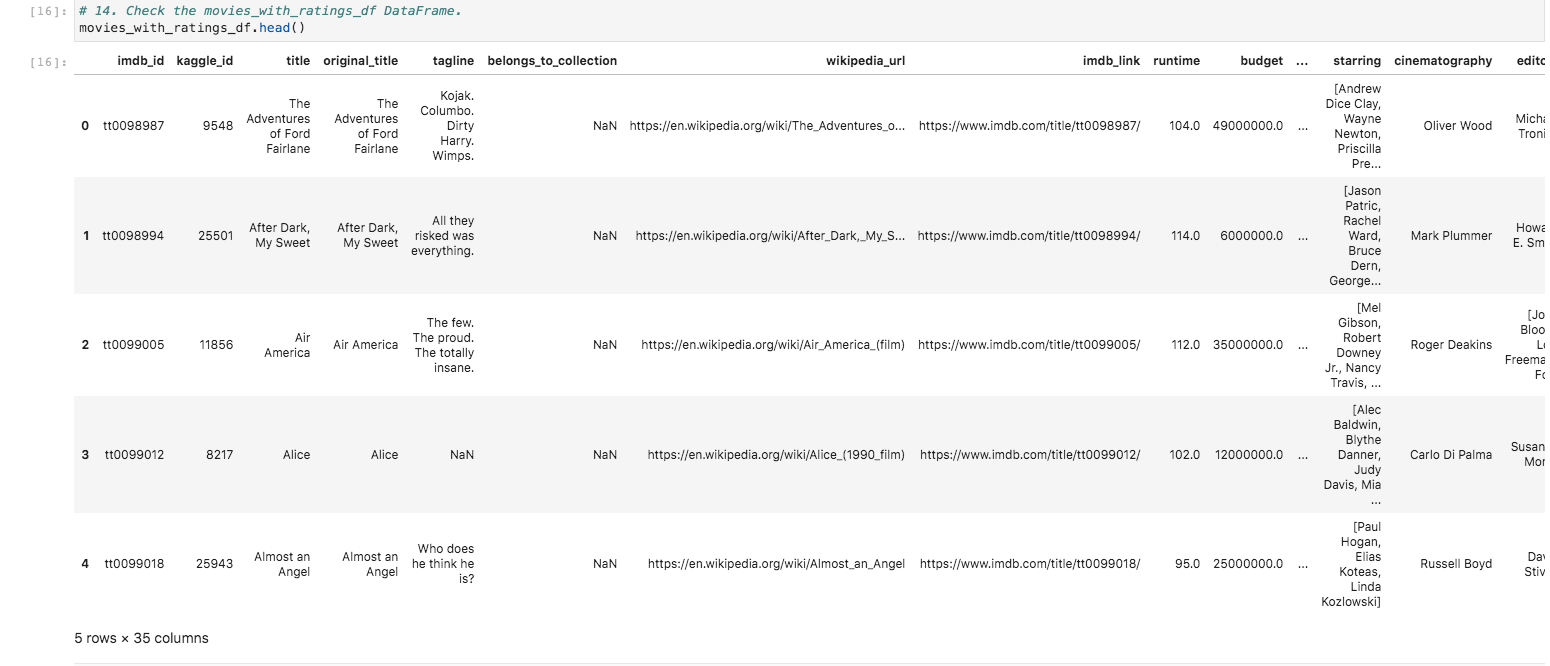 [16]: # 14. Check the movies_with_ratings_df DataFrame.
movies_with_ratings_df.head()
[16]: imdb_id kaggle_id title original_title tagline belongs_to_collection wikipedia_url imdb_link runtime budget ... starring cinematography edito
0 tt0098987 9548 The Adventures of Ford Fairlane The Adventures of Ford Fairlane Kojak. Columbo. Dirty Harry. Wimps. NaN https://en.wikipedia.org/wiki/The_Adventures_o... https://www.imdb.com/title/tt0098987/ 104.0 49000000.0 ... [Andrew Dice Clay, Wayne Newton, Priscilla Pre... Oliver Wood Micha Troni
1 tt0098994 25501 After Dark, My Sweet After Dark, My Sweet All they risked was everything. NaN https://en.wikipedia.org/wiki/After_Dark,_My_S... https://www.imdb.com/title/tt0098994/ 114.0 6000000.0 ... [Jason Patric, Rachel Ward, Bruce Dern, George... Mark Plummer Howa E. Sm
2 tt0099005 11856 Air America Air America The few. The proud. The totally insane. NaN https://en.wikipedia.org/wiki/Air_America_(film) https://www.imdb.com/title/tt0099005/ 112.0 35000000.0 ... [Mel Gibson, Robert Downey Jr., Nancy Travis, ... Roger Deakins [Jo Bloo Lo Freema Fo
3 tt0099012 8217 Alice Alice NaN NaN https://en.wikipedia.org/wiki/Alice_(1990_film) https://www.imdb.com/title/tt0099012/ 102.0 12000000.0 ... [Alec Baldwin, Blythe Danner, Judy Davis, Mia ... Carlo Di Palma Susan Mor
4 tt0099018 25943 Almost an Angel Almost an Angel Who does he think he is? NaN https://en.wikipedia.org/wiki/Almost_an_Angel https://www.imdb.com/title/tt0099018/ 95.0 25000000.0 ... [Paul Hogan, Elias Koteas, Linda Kozlowski] Russell Boyd Dav Stiv
5 rows × 35 columns